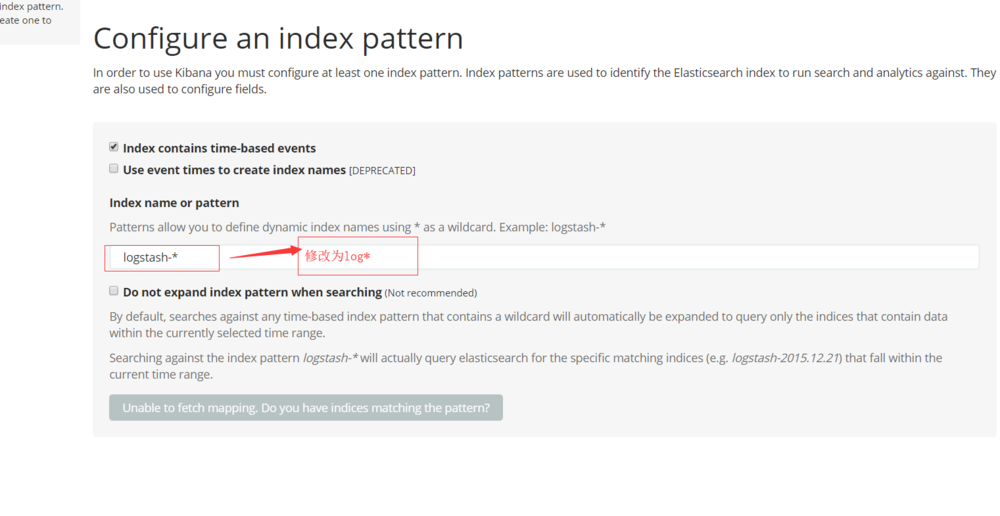 index pattern.
eate one to
Configure an index pattern
In order to use Kibana you must configure at least one index pattern. Index patterns are used to identify the Elasticsearch index to run search and analytics against. They
are also used to configure fields.
Index contains time-based events
Use event times to create index names [DEPRECATED]
Index name or pattern
Patterns allow you to define dynamic index names using * as a wildcard. Example: logstash-*
logstash-* 修改为log*
Do not expand index pattern when searching (Not recommended)
By default, searches against any time-based index pattern that contains a wildcard will automatically be expanded to query only the indices that contain data
within the currently selected time range.
Searching against the index pattern logstash-* will actually query elasticsearch for the specific matching indices (e.g. logstash-2015.12.21) that fall within the
current time range.
Unable to fetch mapping. Do you have indices matching the pattern?